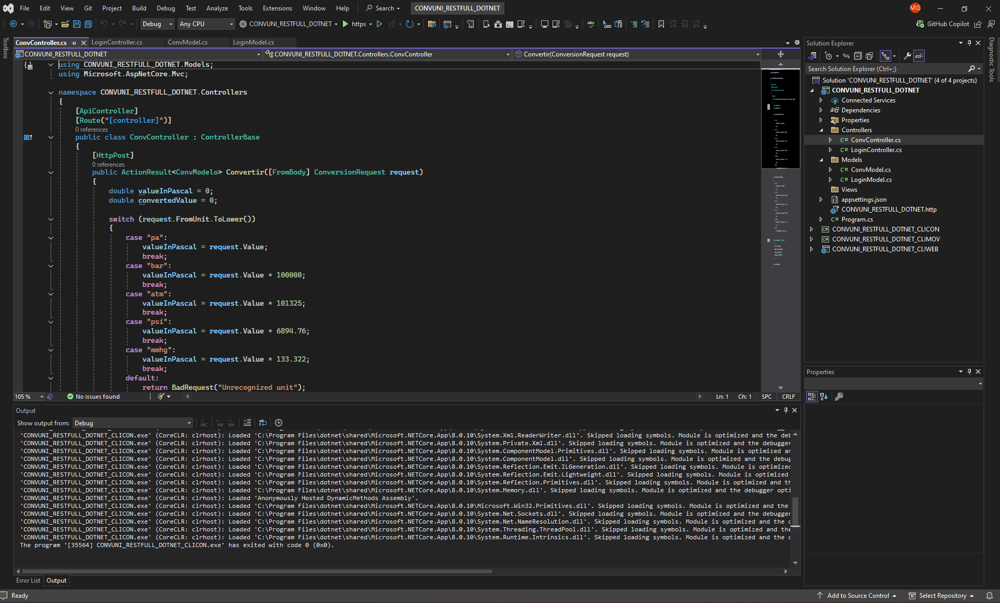 File Edit View Git Project Build Debug Test Analyze Tools Extensions Window Help Search CONVUNI_RESTFULL_DOTNET MG
Debug Any CPU CONVUNI_RESTFULL_DOTNET https GitHub Copilot
Toolbox
ConvController.cs LoginController.cs ConvModel.cs LoginModel.cs
CONVUNI_RESTFULL_DOTNET CONVUNI_RESTFULL_DOTNET.Controllers.ConvController Convertir(ConversionRequest request)
using CONVUNI_RESTFULL_DOTNET.Models;
using Microsoft.AspNetCore.Mvc;
namespace CONVUNI_RESTFULL_DOTNET.Controllers
{
[ApiController]
[Route("[controller]")]
0 references
public class ConvController : ControllerBase
{
[HttpPost]
0 references
public ActionResult<ConvModelo> Convertir([FromBody] ConversionRequest request)
{
double valueInPascal = 0;
double convertedValue = 0;
switch (request.FromUnit.ToLower())
{
case "pa":
valueInPascal = request.Value;
break;
case "bar":
valueInPascal = request.Value * 100000;
break;
case "atm":
valueInPascal = request.Value * 101325;
break;
case "psi":
valueInPascal = request.Value * 6894.76;
break;
case "mmhg":
valueInPascal = request.Value * 133.322;
break;
default:
return BadRequest("Unrecognized unit");
105 % No issues found Ln: 1 Ch: 1 SPC CRLF
Output
Show output from: Debug
'CONVUNI_RESTFULL_DOTNET_CLICON.exe' (CoreCLR: clrhost): Loaded 'C:\Program Files\dotnet\shared\Microsoft.NETCore.App\8.0.10\System.Xml.ReaderWriter.dll'. Skipped loading symbols. Module is optimized and the deb
'CONVUNI_RESTFULL_DOTNET_CLICON.exe' (CoreCLR: clrhost): Loaded 'C:\Program Files\dotnet\shared\Microsoft.NETCore.App\8.0.10\System.Private.Xml.dll'. Skipped loading symbols. Module is optimized and the debugger
'CONVUNI_RESTFULL_DOTNET_CLICON.exe' (CoreCLR: clrhost): Loaded 'C:\Program Files\dotnet\shared\Microsoft.NETCore.App\8.0.10\System.ComponentModel.Primitives.dll'. Skipped loading symbols. Module is optimized an
'CONVUNI_RESTFULL_DOTNET_CLICON.exe' (CoreCLR: clrhost): Loaded 'C:\Program Files\dotnet\shared\Microsoft.NETCore.App\8.0.10\System.ComponentModel.dll'. Skipped loading symbols. Module is optimized and the debug
'CONVUNI_RESTFULL_DOTNET_CLICON.exe' (CoreCLR: clrhost): Loaded 'C:\Program Files\dotnet\shared\Microsoft.NETCore.App\8.0.10\System.Reflection.Emit.ILGeneration.dll'. Skipped loading symbols. Module is optimized
'CONVUNI_RESTFULL_DOTNET_CLICON.exe' (CoreCLR: clrhost): Loaded 'C:\Program Files\dotnet\shared\Microsoft.NETCore.App\8.0.10\System.Reflection.Emit.Lightweight.dll'. Skipped loading symbols. Module is optimized
'CONVUNI_RESTFULL_DOTNET_CLICON.exe' (CoreCLR: clrhost): Loaded 'C:\Program Files\dotnet\shared\Microsoft.NETCore.App\8.0.10\System.Reflection.Primitives.dll'. Skipped loading symbols. Module is optimized and th
'CONVUNI_RESTFULL_DOTNET_CLICON.exe' (CoreCLR: clrhost): Loaded 'C:\Program Files\dotnet\shared\Microsoft.NETCore.App\8.0.10\System.Memory.dll'. Skipped loading symbols. Module is optimized and the debugger opti
'CONVUNI_RESTFULL_DOTNET_CLICON.exe' (CoreCLR: clrhost): Loaded 'Anonymously Hosted DynamicMethods Assembly'.
'CONVUNI_RESTFULL_DOTNET_CLICON.exe' (CoreCLR: clrhost): Loaded 'C:\Program Files\dotnet\shared\Microsoft.NETCore.App\8.0.10\Microsoft.Win32.Primitives.dll'. Skipped loading symbols. Module is optimized and the
'CONVUNI_RESTFULL_DOTNET_CLICON.exe' (CoreCLR: clrhost): Loaded 'C:\Program Files\dotnet\shared\Microsoft.NETCore.App\8.0.10\System.Net.Sockets.dll'. Skipped loading symbols. Module is optimized and the debugger
'CONVUNI_RESTFULL_DOTNET_CLICON.exe' (CoreCLR: clrhost): Loaded 'C:\Program Files\dotnet\shared\Microsoft.NETCore.App\8.0.10\System.Net.NameResolution.dll'. Skipped loading symbols. Module is optimized and the d
'CONVUNI_RESTFULL_DOTNET_CLICON.exe' (CoreCLR: clrhost): Loaded 'C:\Program Files\dotnet\shared\Microsoft.NETCore.App\8.0.10\System.Threading.ThreadPool.dll'. Skipped loading symbols. Module is optimized and the
'CONVUNI_RESTFULL_DOTNET_CLICON.exe' (CoreCLR: clrhost): Loaded 'C:\Program Files\dotnet\shared\Microsoft.NETCore.App\8.0.10\System.Runtime.Intrinsics.dll'. Skipped loading symbols. Module is optimized and the d
The program '[35564] CONVUNI_RESTFULL_DOTNET_CLICON.exe' has exited with code 0 (0x0).
Error List Output
Solution Explorer
Search Solution Explorer (Ctrl+;)
Solution 'CONVUNI_RESTFULL_DOTNET' (4 of 4 projects)
CONVUNI_RESTFULL_DOTNET
Connected Services
Dependencies
Properties
Controllers
C# ConvController.cs
C# LoginController.cs
Models
C# ConvModel.cs
C# LoginModel.cs
Views
appsettings.json
CONVUNI_RESTFULL_DOTNET.http
C# Program.cs
CONVUNI_RESTFULL_DOTNET_CLICON
CONVUNI_RESTFULL_DOTNET_CLIMOV
CONVUNI_RESTFULL_DOTNET_CLIWEB
Properties
Diagnostic Tools
Ready Add to Source Control Select Repository